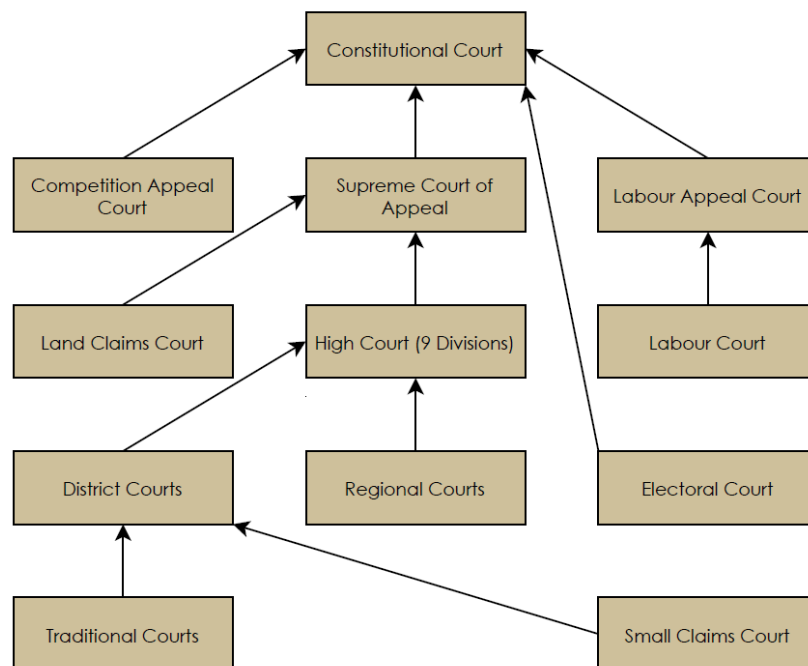 Constitutional Court
Competition Appeal
Court
Supreme Court of
Appeal
Labour Appeal Court
Land Claims Court
High Court (9 Divisions)
Labour Court
District Courts
Regional Courts
Electoral Court
Traditional Courts
Small Claims Court